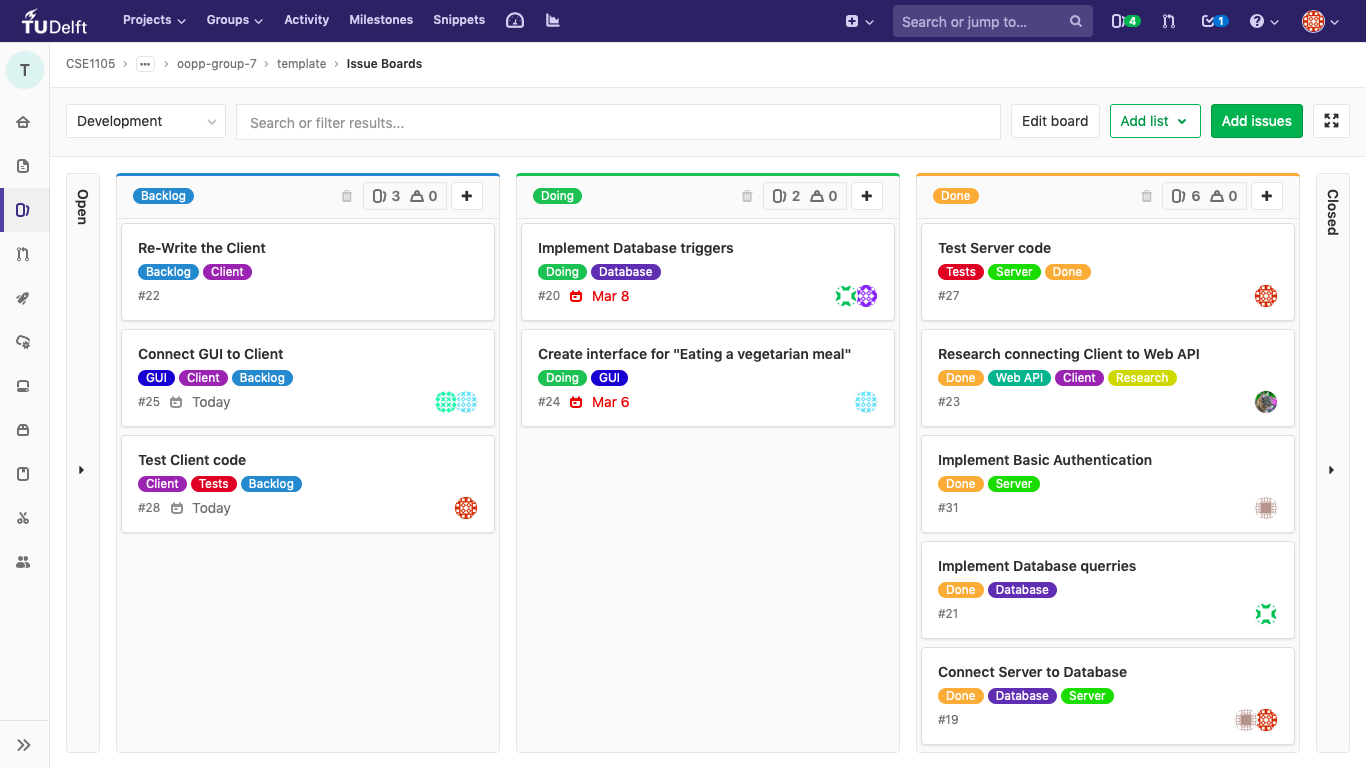 TUDelft Projects Groups Activity Milestones Snippets Search or jump to... 4 1
T CSE1105 › ... › oopp-group-7 › template › Issue Boards
Development Search or filter results... Edit board Add list Add issues
Open
Backlog 3 0
Re-Write the Client
Backlog Client
#22
Connect GUI to Client
GUI Client Backlog
#25 Today
Test Client code
Client Tests Backlog
#28 Today
Doing 2 0
Implement Database triggers
Doing Database
#20 Mar 8
Create interface for "Eating a vegetarian meal"
Doing GUI
#24 Mar 6
Done 6 0
Test Server code
Tests Server Done
#27
Research connecting Client to Web API
Done Web API Client Research
#23
Implement Basic Authentication
Done Server
#31
Implement Database querries
Done Database
#21
Connect Server to Database
Done Database Server
#19
Closed